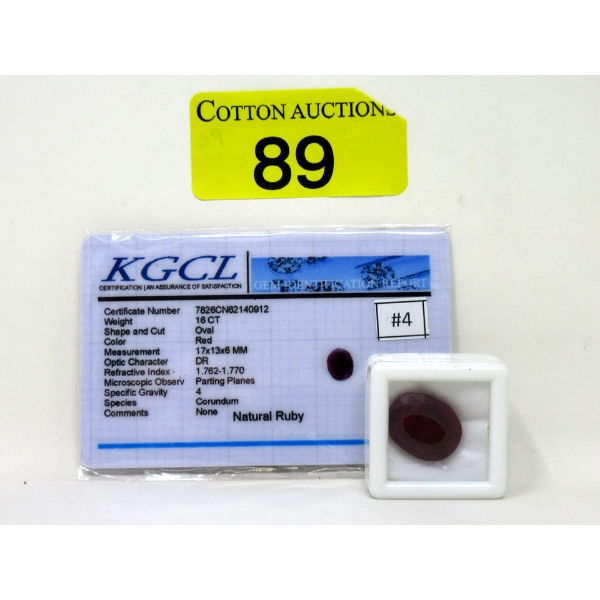 COTTON AUCTIONS
89
KGCL
CERTIFICATION | AN ASSURANCE OF SATISFACTION
GEM IDENTIFICATION REPORT
#4
Certificate Number 7826CN62140912
Weight 16 CT
Shape and Cut Oval
Color Red
Measurement 17x13x6 MM
Optic Character DR
Refractive Index 1.762-1.770
Microscopic Observ Parting Planes
Specific Gravity 4
Species Corundum
Comments None
Natural Ruby